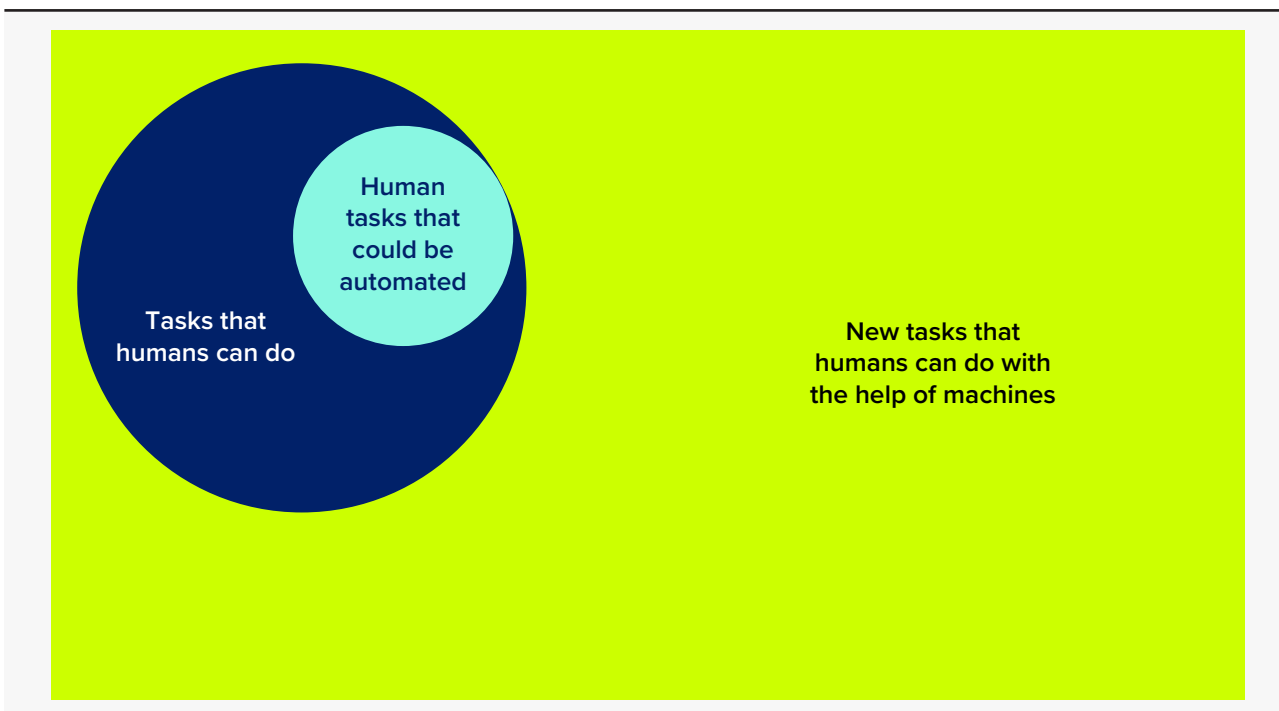 Human
tasks that
could be
automated
Tasks that
humans can do
New tasks that
humans can do with
the help of machines